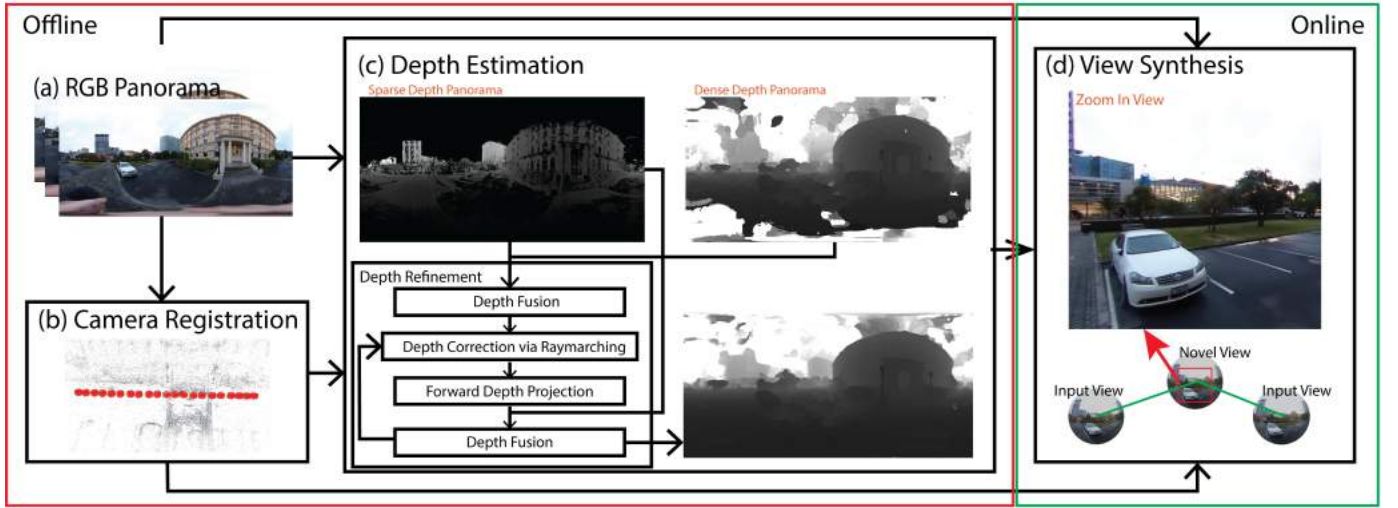 Offline
Online
(a) RGB Panorama
(c) Depth Estimation
(d) View Synthesis
Sparse Depth Panorama
Dense Depth Panorama
Zoom In View
Depth Refinement
Depth Fusion
(b) Camera Registration
Depth Correction via Raymarching
Forward Depth Projection
Depth Fusion
Novel View
Input View
Input View